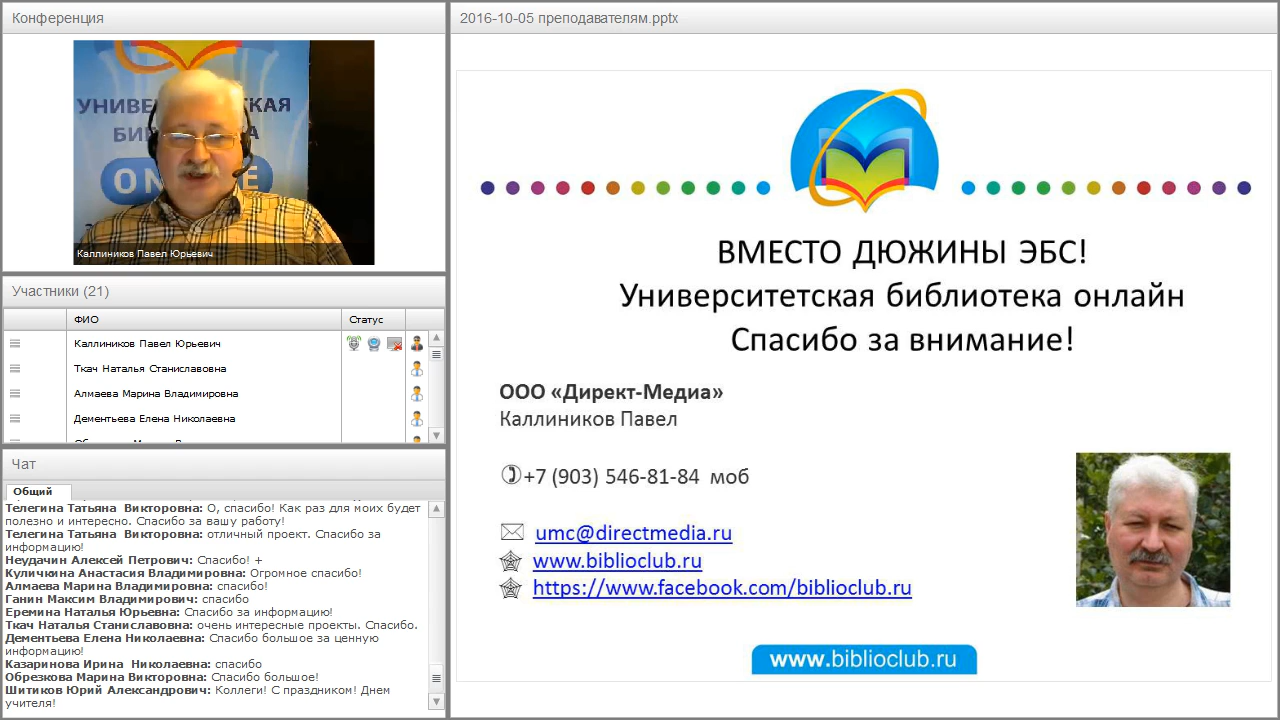 Конференция
УНИВЕ
КАЯ
БИ
А
ON
E
Каллиников Павел Юрьевич
Участники (21)
ФИО
Статус
Каллиников Павел Юрьевич
Ткач Наталья Станиславовна
Алмаева Марина Владимировна
Дементьева Елена Николаевна
Чат
Общий
Телегина Татьяна Викторовна: О, спасибо! Как раз для моих будет
полезно и интересно. Спасибо за вашу работу!
Телегина Татьяна Викторовна: отличный проект. Спасибо за
информацию!
Неудачин Алексей Петрович: Спасибо! +
Куличкина Анастасия Владимировна: Огромное спасибо!
Алмаева Марина Владимировна: спасибо!
Ганин Максим Владимирович: спасибо
Еремина Наталья Юрьевна: Спасибо за информацию!
Ткач Наталья Станиславовна: очень интересные проекты. Спасибо.
Дементьева Елена Николаевна: Спасибо большое за ценную
информацию!
Казаринова Ирина Николаевна: спасибо
Обрезкова Марина Викторовна: Спасибо большое!
Шитиков Юрий Александрович: Коллеги! С праздником! Днем
учителя!
2016-10-05 преподавателям.pptx
ВМЕСТО ДЮЖИНЫ ЭБС!
Университетская библиотека онлайн
Спасибо за внимание!
ООО «Директ-Медиа»
Каллиников Павел
+7 (903) 546-81-84 моб
umc@directmedia.ru
www.biblioclub.ru
https://www.facebook.com/biblioclub.ru
www.biblioclub.ru